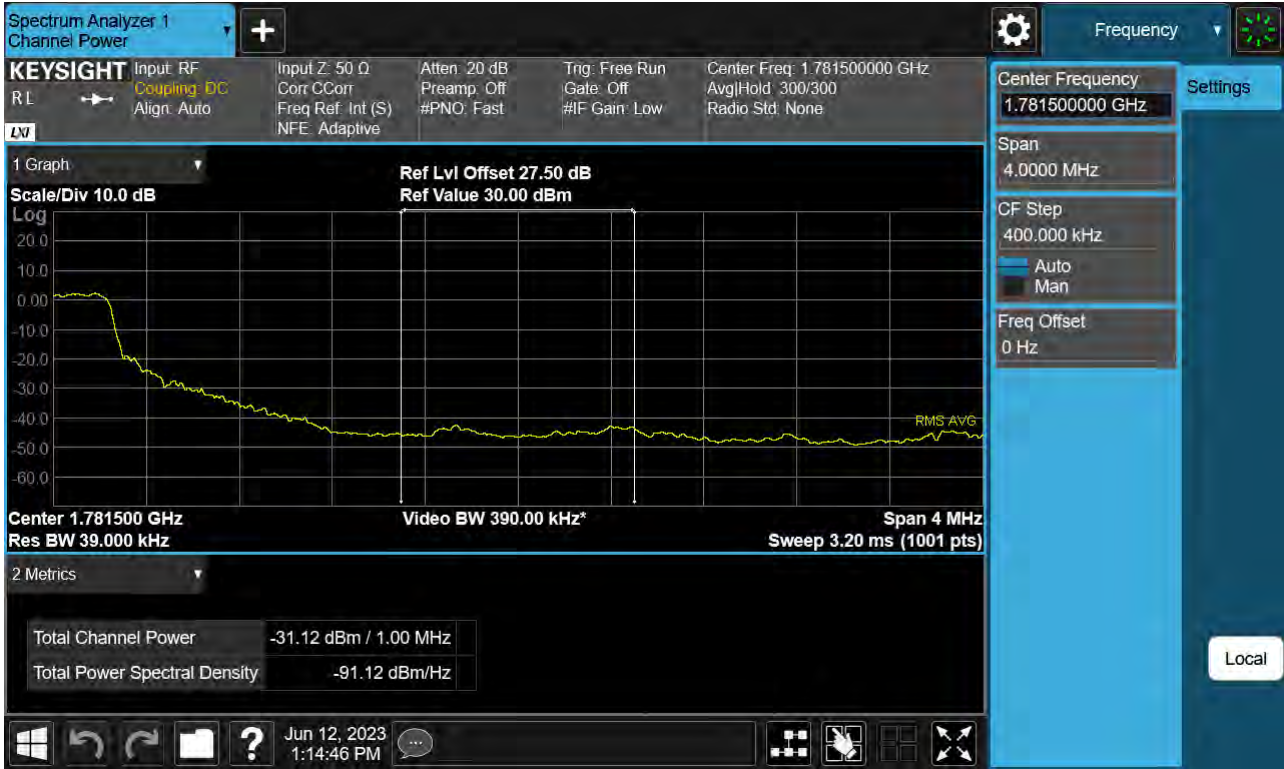 Spectrum Analyzer 1
Channel Power
Frequency
KEYSIGHT
R L
LXI
Input: RF
Coupling: DC
Align: Auto
Input Z: 50 Ω
Corr CCorr
Freq Ref: Int (S)
NFE: Adaptive
Atten: 20 dB
Preamp: Off
#PNO: Fast
Trig: Free Run
Gate: Off
#IF Gain: Low
Center Freq: 1.781500000 GHz
Avg|Hold: 300/300
Radio Std: None
Center Frequency
1.781500000 GHz
Settings
Span
4.0000 MHz
CF Step
400.000 kHz
Auto
Man
Freq Offset
0 Hz
1 Graph
Scale/Div 10.0 dB
Ref Lvl Offset 27.50 dB
Ref Value 30.00 dBm
Log
20.0
10.0
0.00
-10.0
-20.0
-30.0
-40.0
-50.0
-60.0
RMS AVG
Center 1.781500 GHz
Video BW 390.00 kHz*
Span 4 MHz
Res BW 39.000 kHz
Sweep 3.20 ms (1001 pts)
2 Metrics
Total Channel Power -31.12 dBm / 1.00 MHz
Total Power Spectral Density -91.12 dBm/Hz
Local
?
Jun 12, 2023
1:14:46 PM